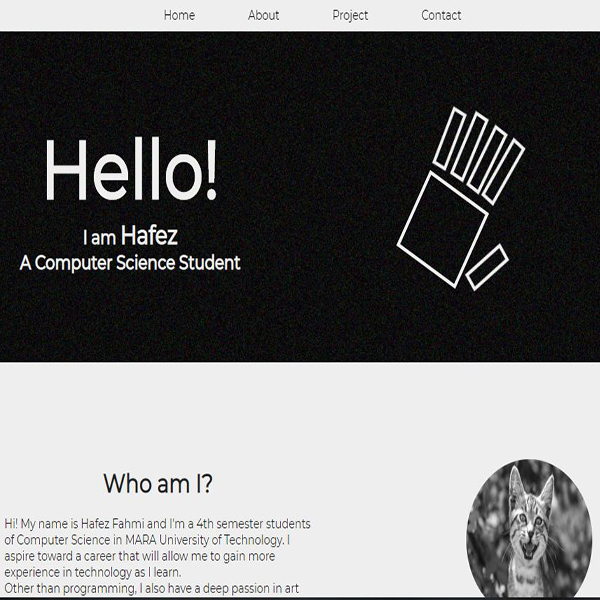 Home About Project Contact
Hello!
I am Hafez
A Computer Science Student
Who am I?
Hi! My name is Hafez Fahmi and I'm a 4th semester students
of Computer Science in MARA University of Technology. I
aspire toward a career that will allow me to gain more
experience in technology as I learn.
Other than programming, I also have a deep passion in art